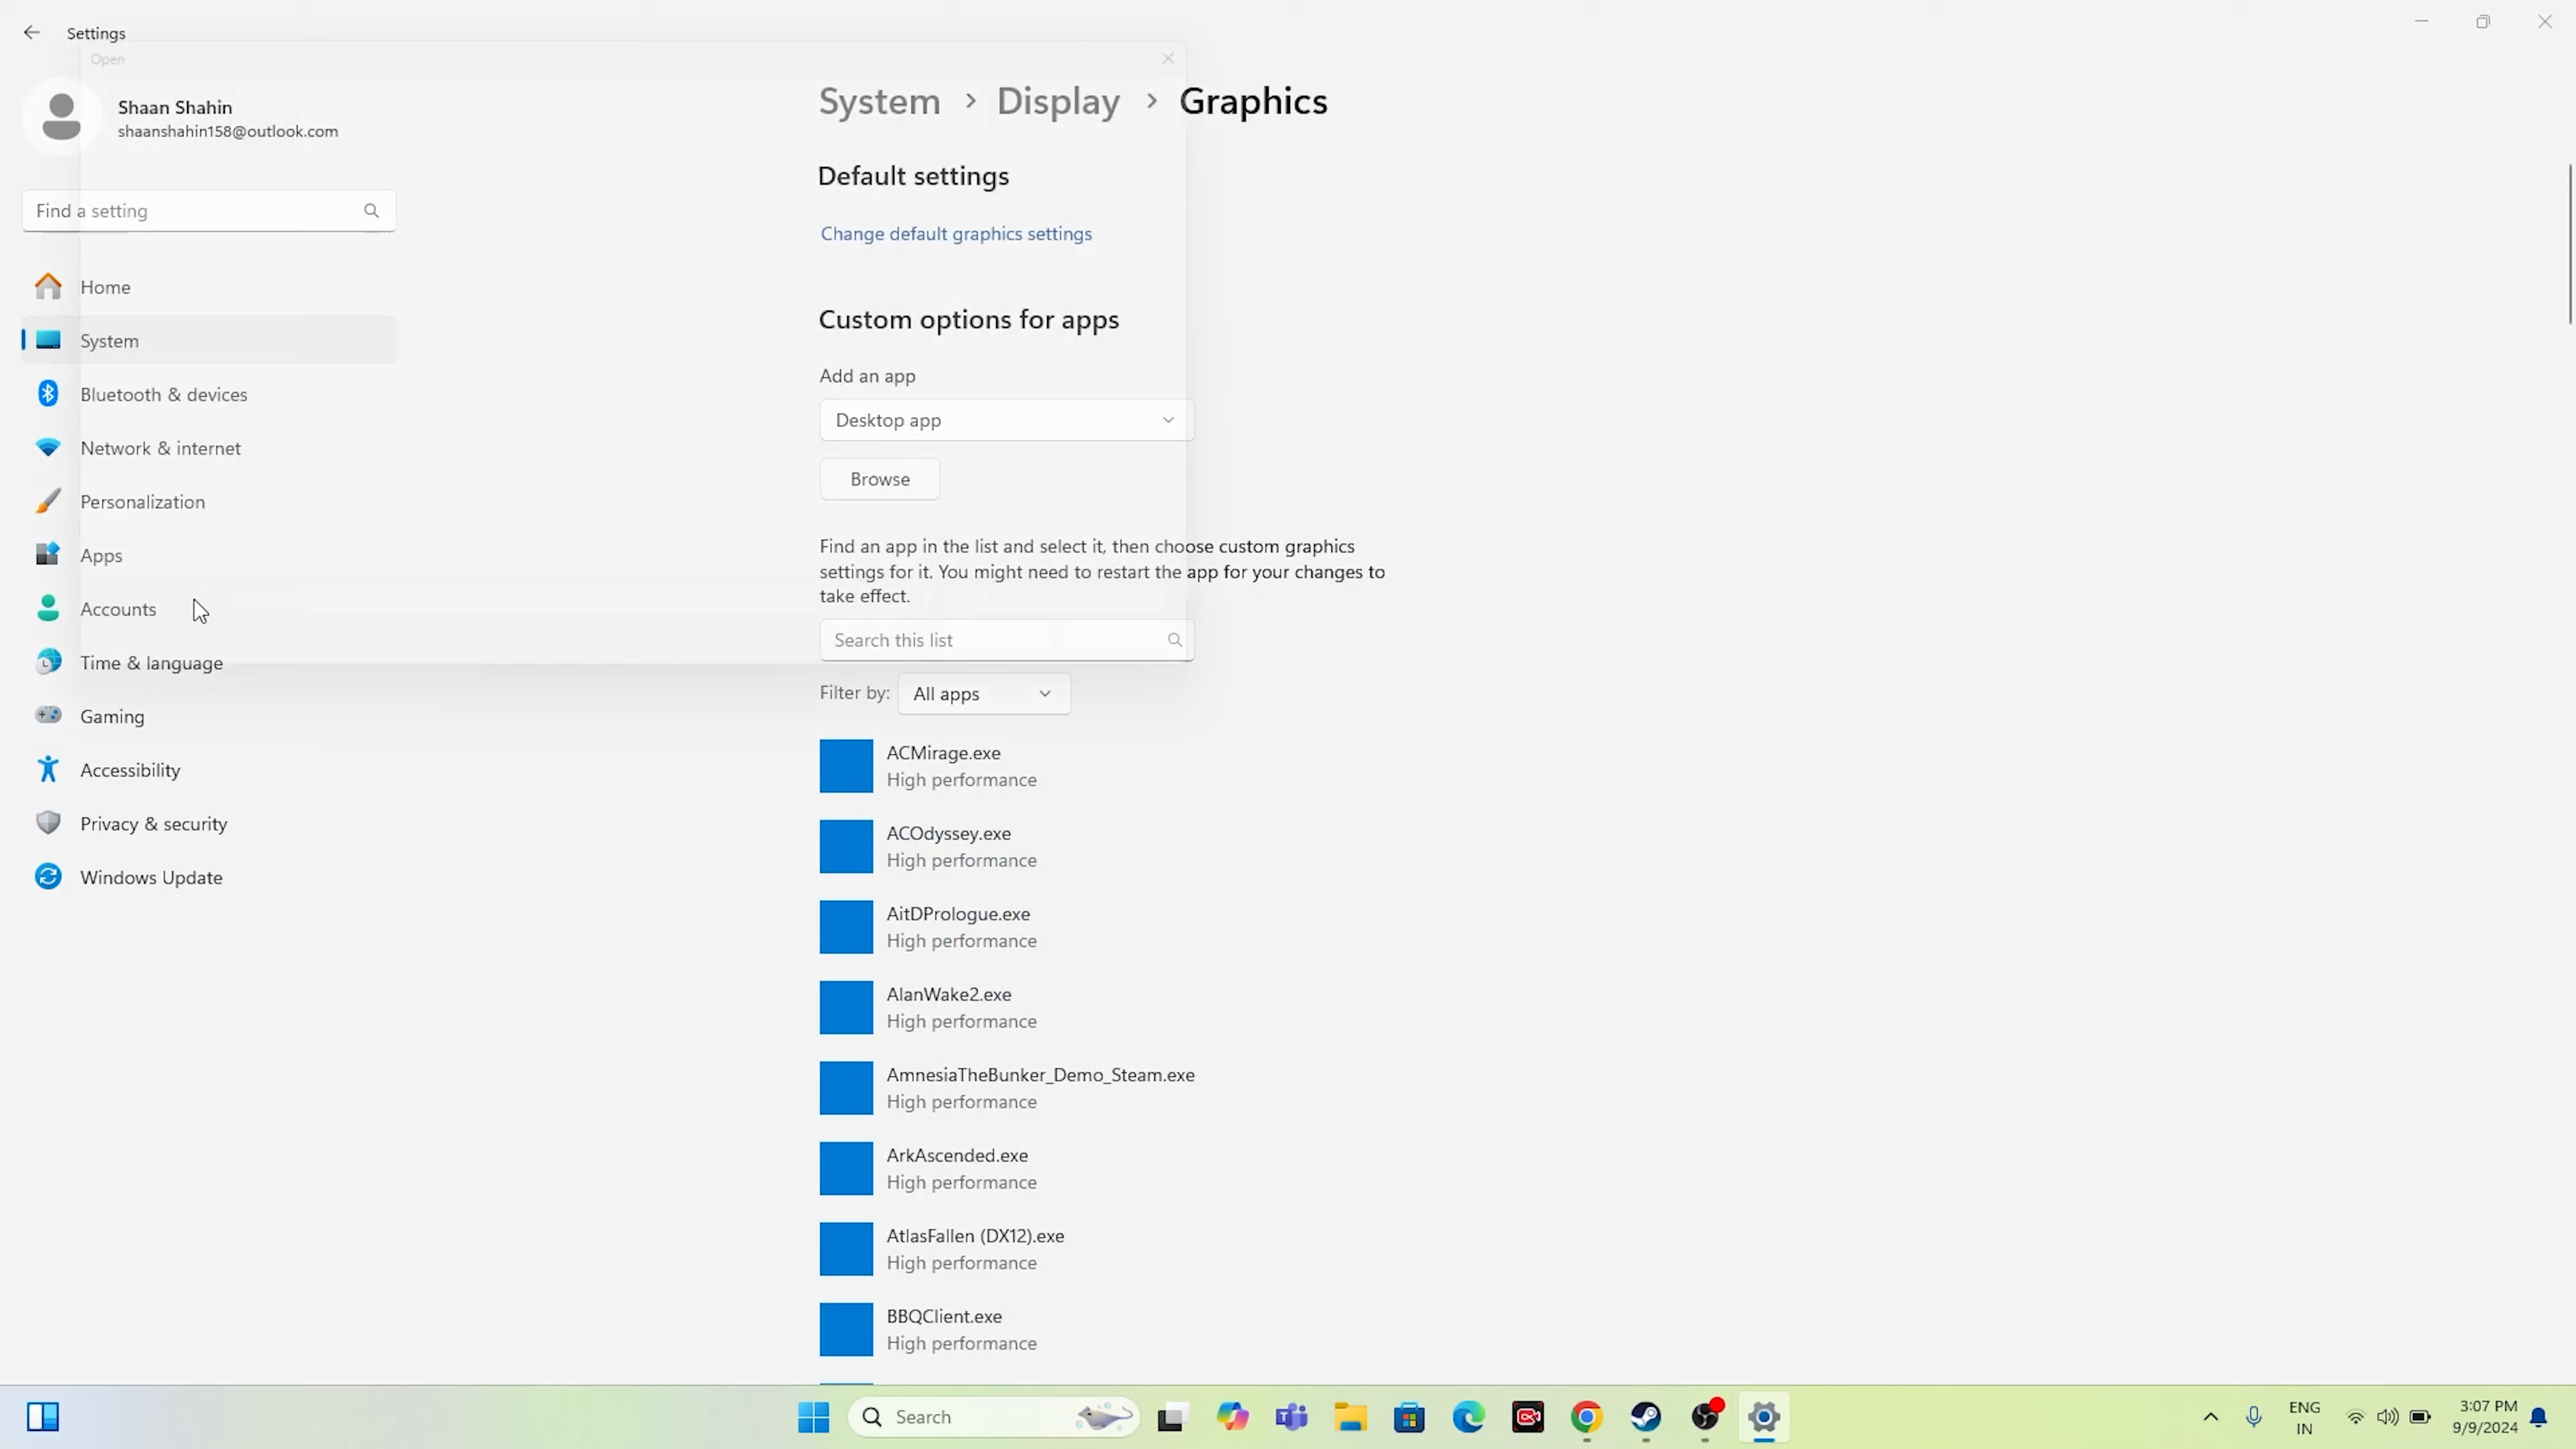 Settings
Open
Shaan Shahin
shaanshahin158@outlook.com
Find a setting
Home
System
Bluetooth & devices
Network & internet
Personalization
Apps
Accounts
Time & language
Gaming
Accessibility
Privacy & security
Windows Update
System > Display > Graphics
Default settings
Change default graphics settings
Custom options for apps
Add an app
Desktop app
Browse
Find an app in the list and select it, then choose custom graphics
settings for it. You might need to restart the app for your changes to
take effect.
Search this list
Filter by: All apps
ACMirage.exe
High performance
ACOdyssey.exe
High performance
AitDPrologue.exe
High performance
AlanWake2.exe
High performance
AmnesiaTheBunker_Demo_Steam.exe
High performance
ArkAscended.exe
High performance
AtlasFallen (DX12).exe
High performance
BBQClient.exe
High performance
Search
ENG
IN
3:07 PM
9/9/2024